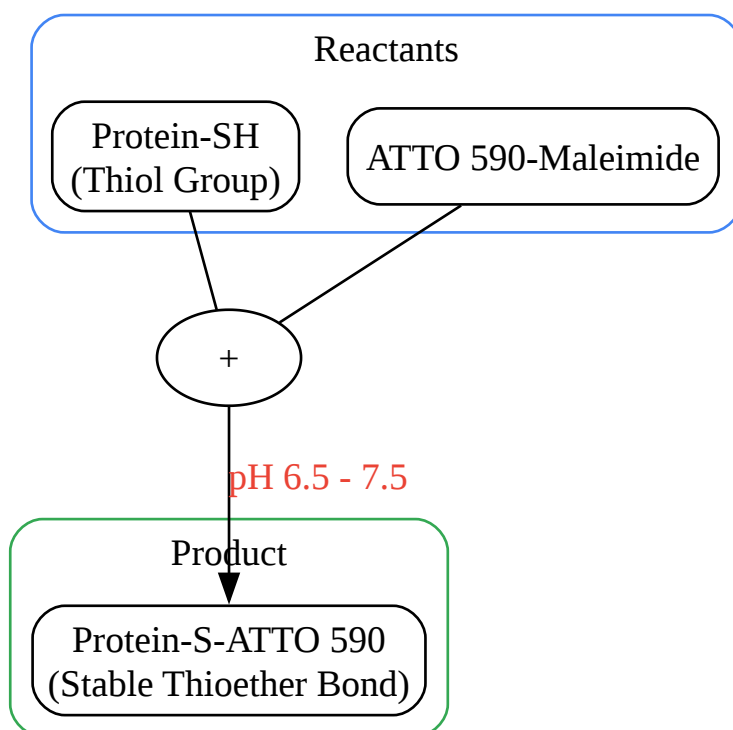 Reactants
Protein-SH
(Thiol Group)
ATTO 590-Maleimide
+
pH 6.5 - 7.5
Product
Protein-S-ATTO 590
(Stable Thioether Bond)